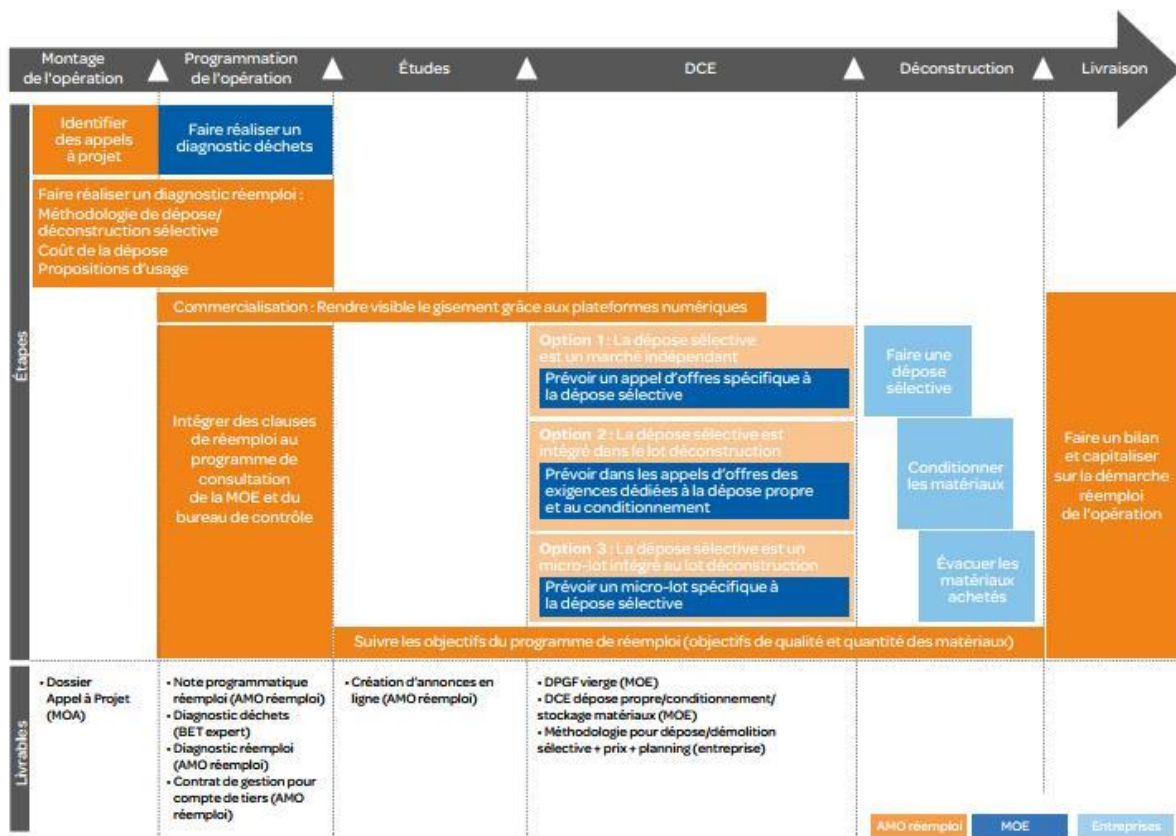 Montage
de l'opération
Programmation
de l'opération
Études
DCE
Déconstruction
Livraison
Étapes
Identifier
des appels
à projet
Faire réaliser un
diagnostic déchets
Faire réaliser un diagnostic réemploi :
Méthodologie de dépose/
déconstruction sélective
Coût de la dépose
Propositions d'usage
Commercialisation : Rendre visible le gisement grâce aux plateformes numériques
Intégrer des clauses
de réemploi au
programme de
consultation
de la MOE et du
bureau de contrôle
Option 1 : La dépose sélective
est un marché indépendant
Prévoir un appel d'offres spécifique à
la dépose sélective
Option 2 : La dépose sélective est
intégré dans le lot déconstruction
Prévoir dans les appels d'offres des
exigences dédiées à la dépose propre
et au conditionnement
Option 3 : La dépose sélective est un
micro-lot intégré au lot déconstruction
Prévoir un micro-lot spécifique à
la dépose sélective
Faire une
dépose
sélective
Conditionner
les matériaux
Évacuer les
matériaux
achetés
Faire un bilan
et capitaliser
sur la démarche
réemploi
de l'opération
Suivre les objectifs du programme de réemploi (objectifs de qualité et quantité des matériaux)
Livrables
• Dossier
Appel à Projet
(MOA)
• Note programmatique
réemploi (AMO réemploi)
• Diagnostic déchets
(BET expert)
• Diagnostic réemploi
(AMO réemploi)
• Contrat de gestion pour
compte de tiers (AMO
réemploi)
• Création d'annonces en
ligne (AMO réemploi)
• DPGF vierge (MOE)
• DCE dépose propre/conditionnement/
stockage matériaux (MOE)
• Méthodologie pour dépose/démolition
sélective + prix + planning (entreprise)
AMO réemploi
MOE
Entreprises